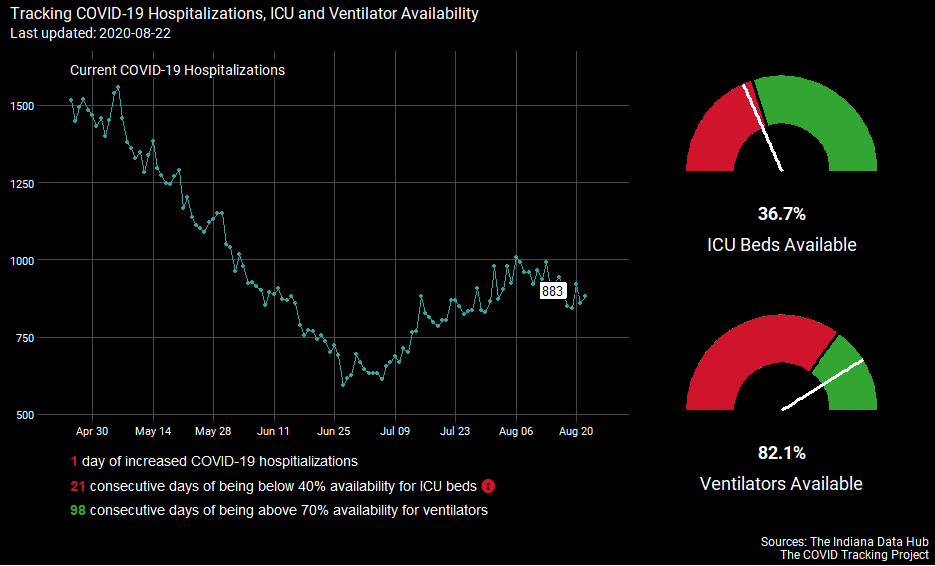 Tracking COVID-19 Hospitalizations, ICU and Ventilator Availability
Last updated: 2020-08-22
Current COVID-19 Hospitalizations
1500
1250
1000
750
500
883
Apr 30 May 14 May 28 Jun 11 Jun 25 Jul 09 Jul 23 Aug 06 Aug 20
1 day of increased COVID-19 hospitializations
21 consecutive days of being below 40% availability for ICU beds
98 consecutive days of being above 70% availability for ventilators
36.7%
ICU Beds Available
82.1%
Ventilators Available
Sources: The Indiana Data Hub
The COVID Tracking Project